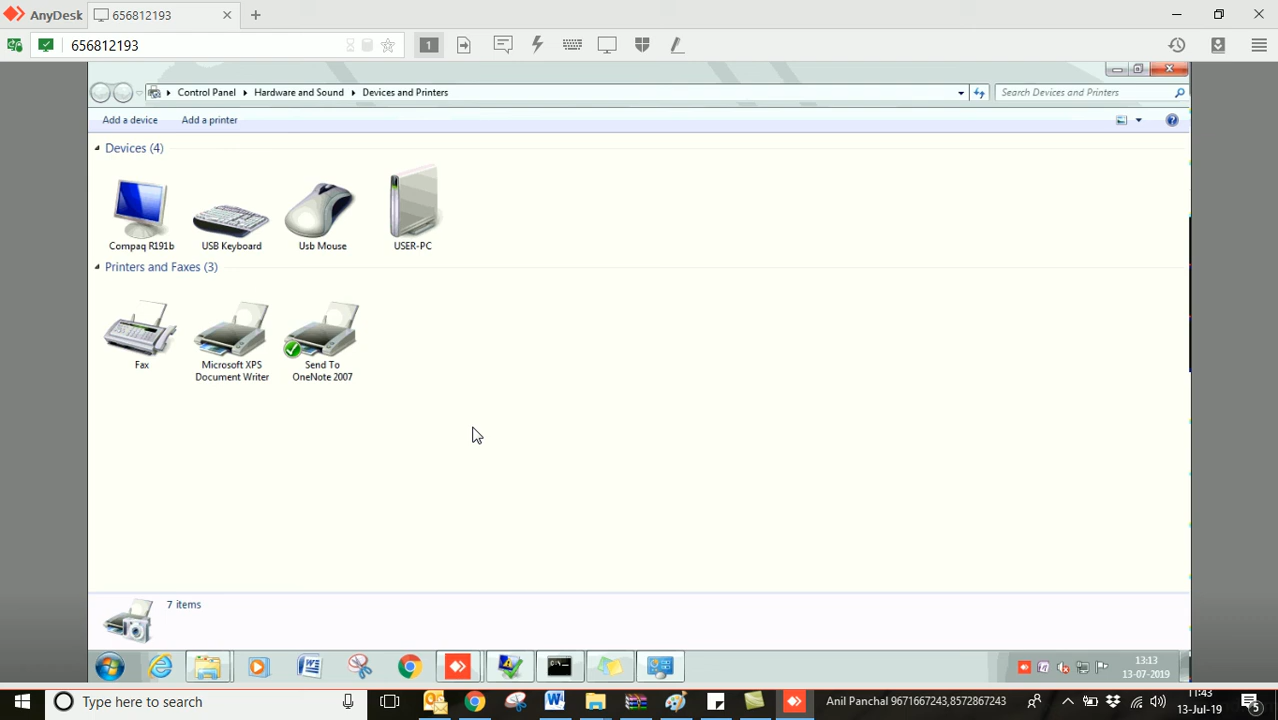 AnyDesk
656812193
656812193
1
Control Panel
Hardware and Sound
Devices and Printers
Search Devices and Printers
Add a device
Add a printer
Devices (4)
Compaq R191b
USB Keyboard
Usb Mouse
USER-PC
Printers and Faxes (3)
Fax
Microsoft XPS
Document Writer
Send To
OneNote 2007
7 items
13:13
13-07-2019
Type here to search
Anil Panchal 9671667243,8572867243
11:43
13-Jul-19
5